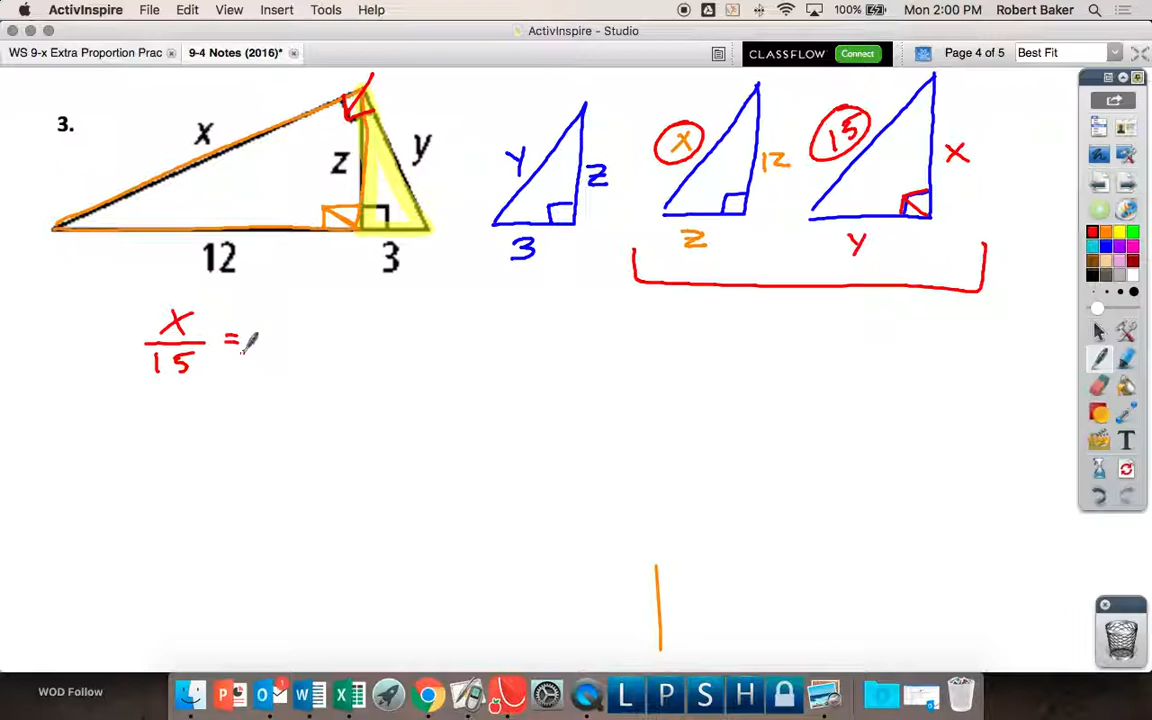 ActivInspire File Edit View Insert Tools Help 100% Mon 2:00 PM Robert Baker
ActivInspire - Studio
WS 9-x Extra Proportion Prac 9-4 Notes (2016)* CLASSFLOW Connect Page 4 of 5 Best Fit
3.
x z y
12 3
y z 3
x 12 z
15 x y
x
15
=
T
W P S H L
WOD Follow